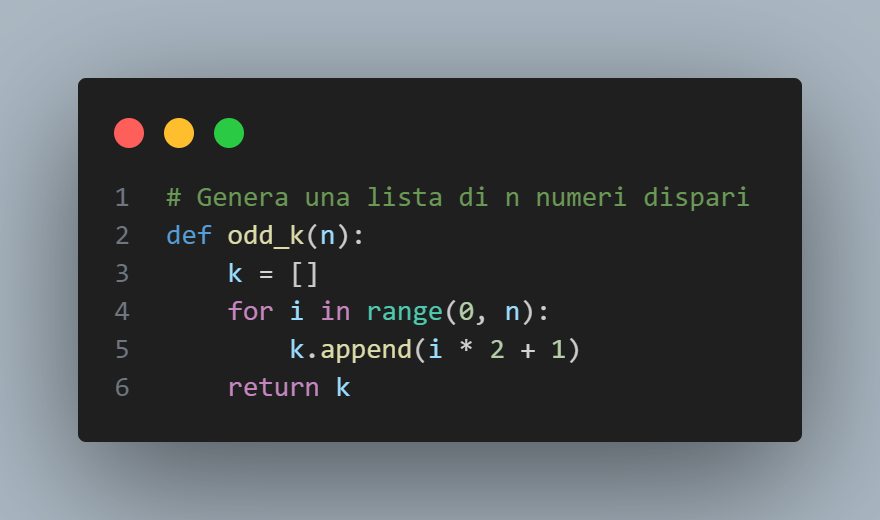 1 # Genera una lista di n numeri dispari
2 def odd_k(n):
3     k = []
4     for i in range(0, n):
5         k.append(i * 2 + 1)
6     return k